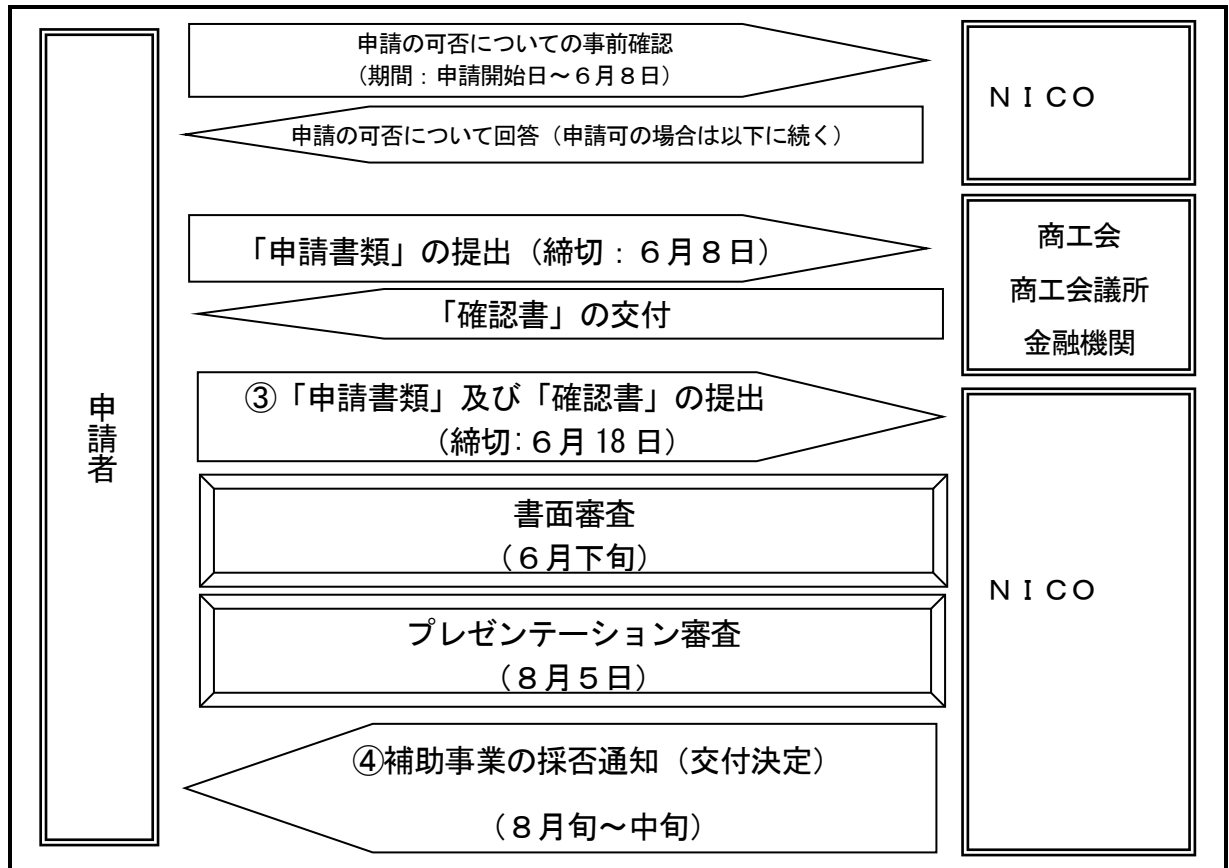 申請者
申請の可否についての事前確認
（期間：申請開始日～６月８日）
申請の可否について回答（申請可の場合は以下に続く）
ＮＩＣＯ
「申請書類」の提出（締切：６月８日）
「確認書」の交付
商工会
商工会議所
金融機関
③「申請書類」及び「確認書」の提出
（締切：６月18日）
書面審査
（６月下旬）
プレゼンテーション審査
（８月５日）
④補助事業の採否通知（交付決定）
（８月旬～中旬）
ＮＩＣＯ